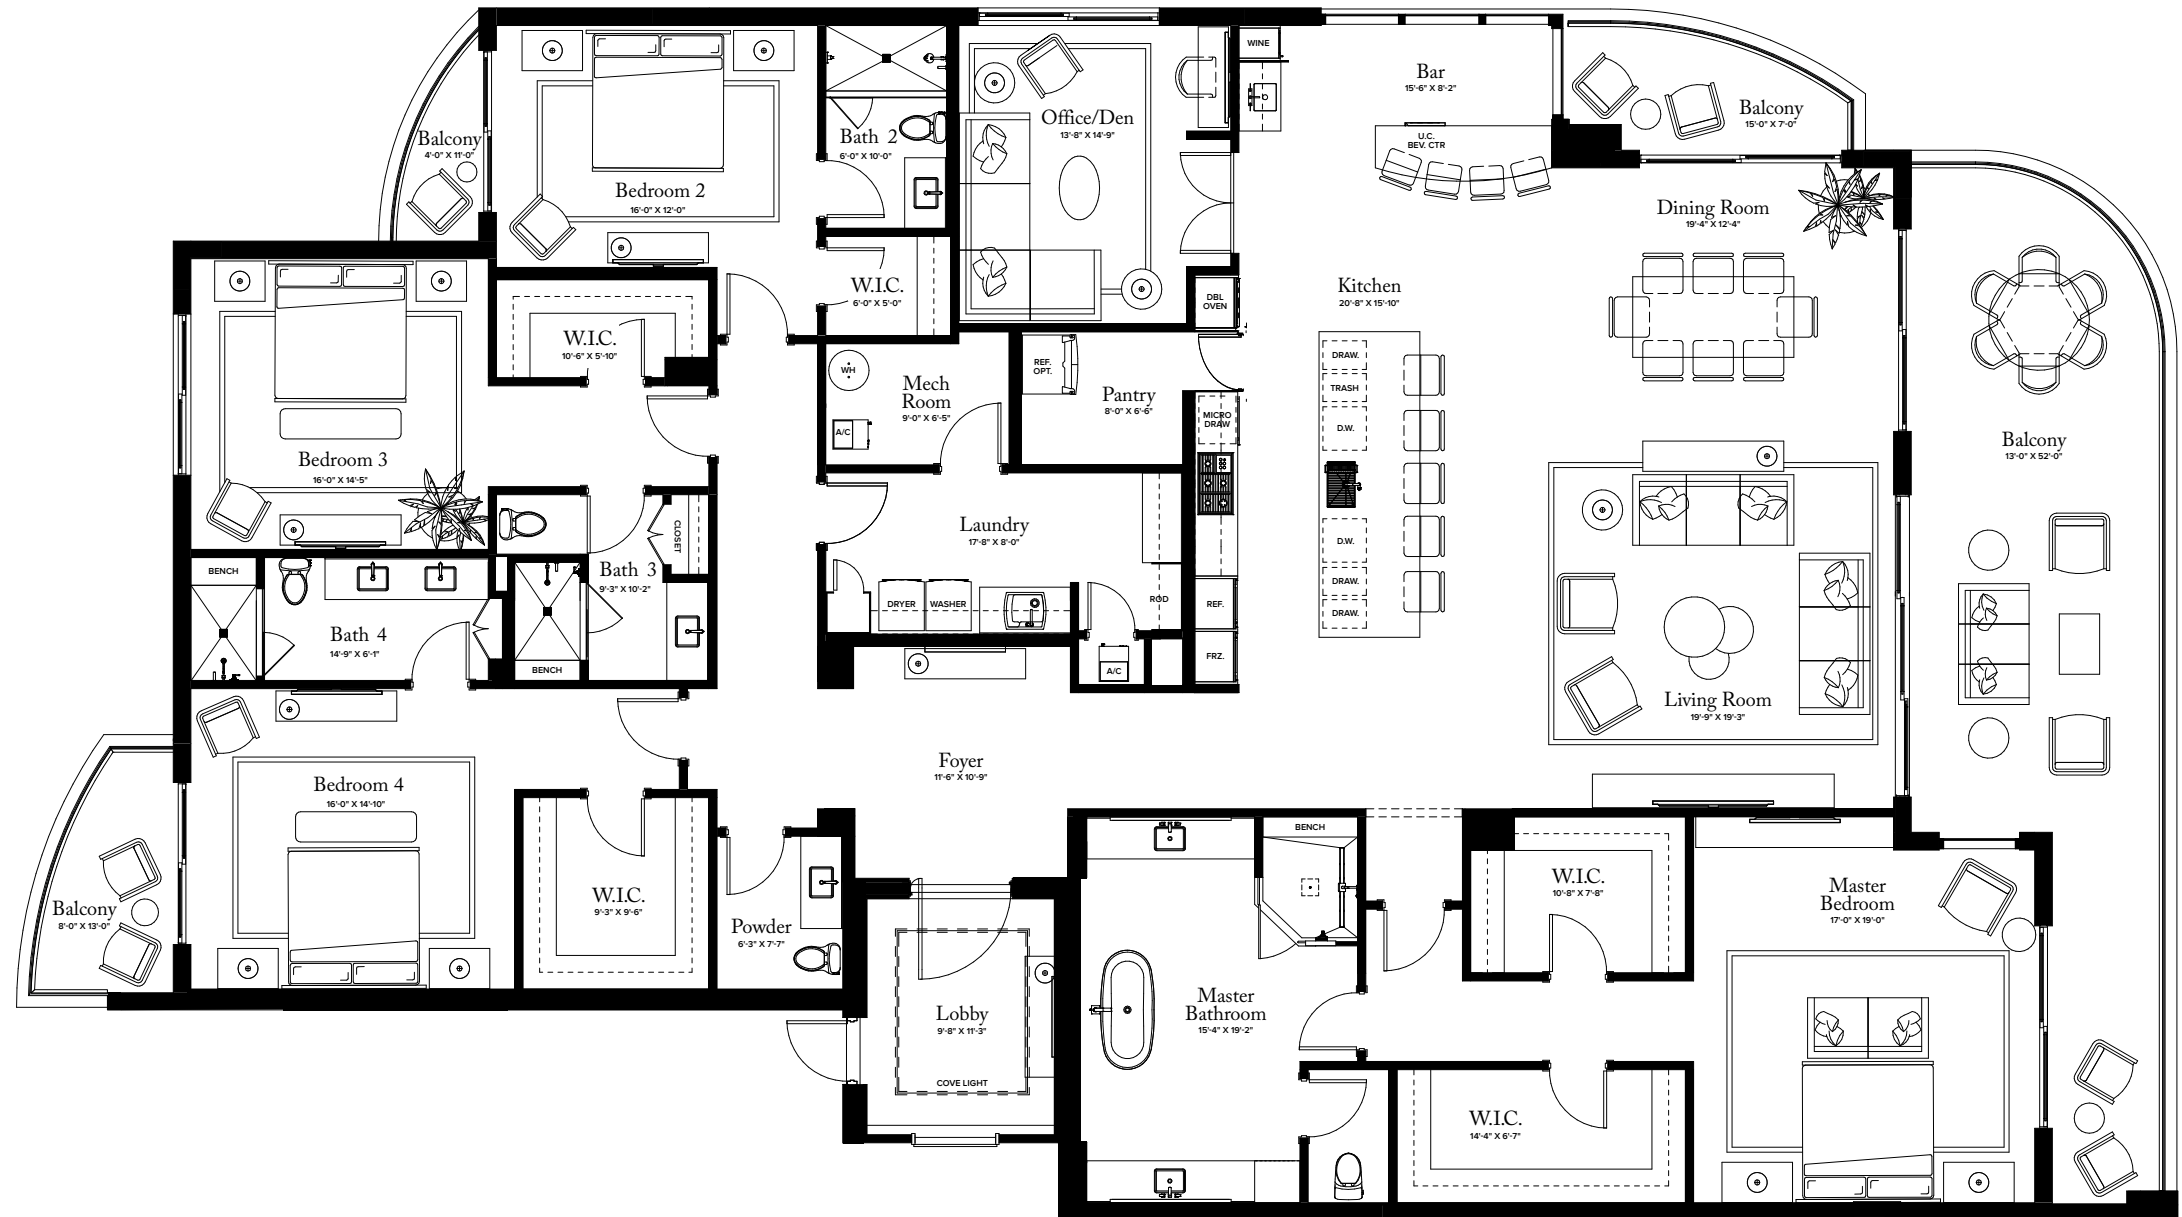 WINE
Bar
15'-6" X 8'-2"
Balcony
15'-0" X 7'-0"
Office/Den
13'-8" X 14'-9"
Balcony
4'-0" X 11'-0"
Bath 2
6'-0" X 10'-0"
U.C.
BEV. CTR
Bedroom 2
16'-0" X 12'-0"
Dining Room
19'-4" X 12'-4"
W.I.C.
6'-0" X 5'-0"
Kitchen
20'-8" X 15'-10"
DBL
OVEN
W.I.C.
10'-6" X 5'-10"
WH
Mech
Room
9'-0" X 6'-5"
REF.
OPT.
Pantry
8'-0" X 6'-6"
DRAW.
TRASH
MICRO
DRAW
D.W.
A/C
Balcony
13'-0" X 52'-0"
Bedroom 3
16'-0" X 14'-5"
CLOSET
Laundry
17'-8" X 8'-0"
D.W.
BENCH
Bath 3
9'-3" X 10'-2"
DRAW.
DRYER
WASHER
ROD
REF.
DRAW.
Bath 4
14'-9" X 6'-1"
BENCH
A/C
FRZ.
Living Room
19'-9" X 19'-3"
Foyer
11'-6" X 10'-9"
Bedroom 4
16'-0" X 14'-10"
BENCH
W.I.C.
10'-8" X 7'-8"
Master
Bedroom
17'-0" X 19'-0"
W.I.C.
9'-3" X 9'-6"
Balcony
8'-0" X 13'-0"
Powder
6'-3" X 7'-7"
Master
Bathroom
15'-4" X 19'-2"
Lobby
9'-8" X 11'-3"
COVE LIGHT
W.I.C.
14'-4" X 6'-7"